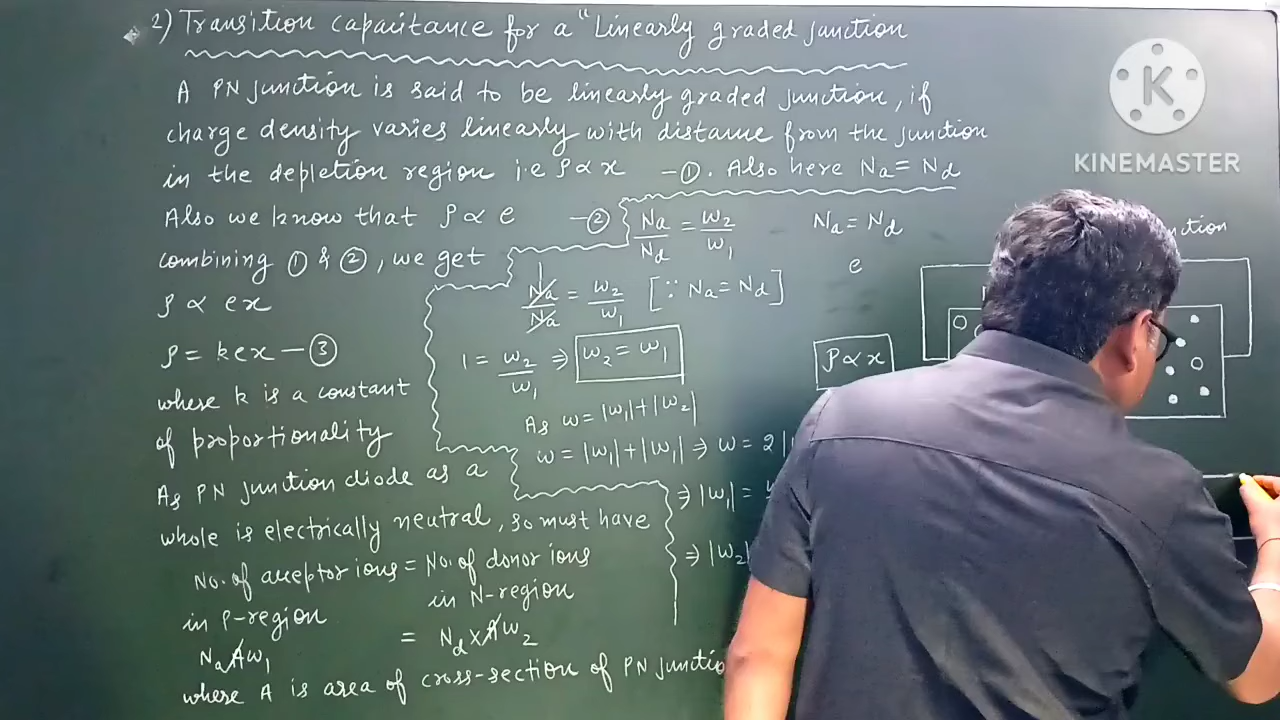 2) Transition capacitance for a "Linearly graded junction
A PN junction is said to be linearly graded junction, if
charge density varies linearly with distance from the junction
in the depletion region i.e ρ ∝ x —①. Also here Na = Nd
Also we know that ρ ∝ e —②
combining ① & ②, we get
ρ ∝ ex
ρ = kex —③
where k is a constant
of proportionality
As PN junction diode as a
whole is electrically neutral, so must have
No. of acceptor ions = No. of donor ions
in P-region in N-region
NaAw₁ = Nd×Aw₂
where A is area of cross-section of PN junctio
Na/Nd = w₂/w₁
Na/Na = w₂/w₁ [∵ Na = Nd]
1 = w₂/w₁ ⇒ w₂ = w₁
As w = |w₁| + |w₂|
w = |w₁| + |w₁| ⇒ w = 2|
⇒ |w₁| =
⇒ |w₂|
Na = Nd
e
ρ ∝ x
nction
K
KINEMASTER